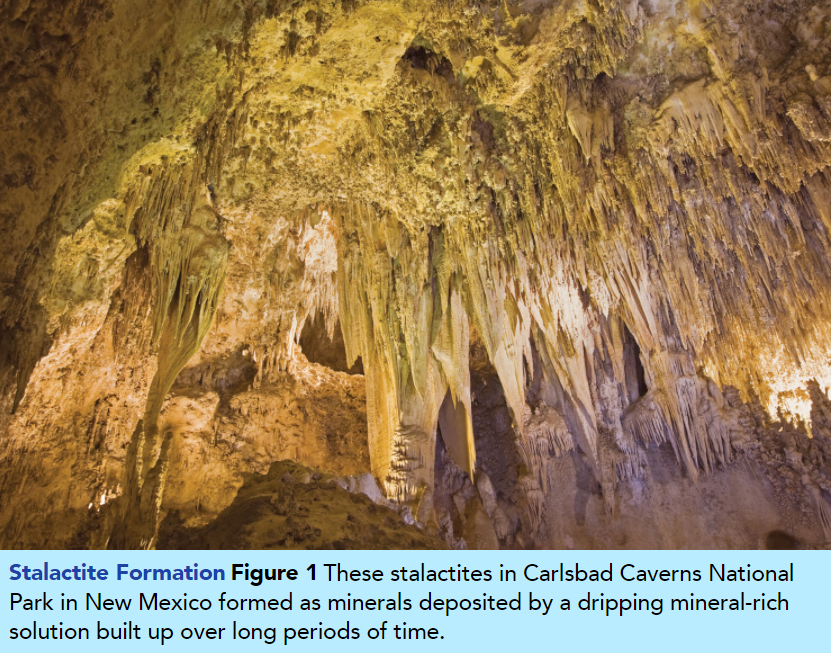 Stalactite Formation Figure 1 These stalactites in Carlsbad Caverns National
Park in New Mexico formed as minerals deposited by a dripping mineral-rich
solution built up over long periods of time.